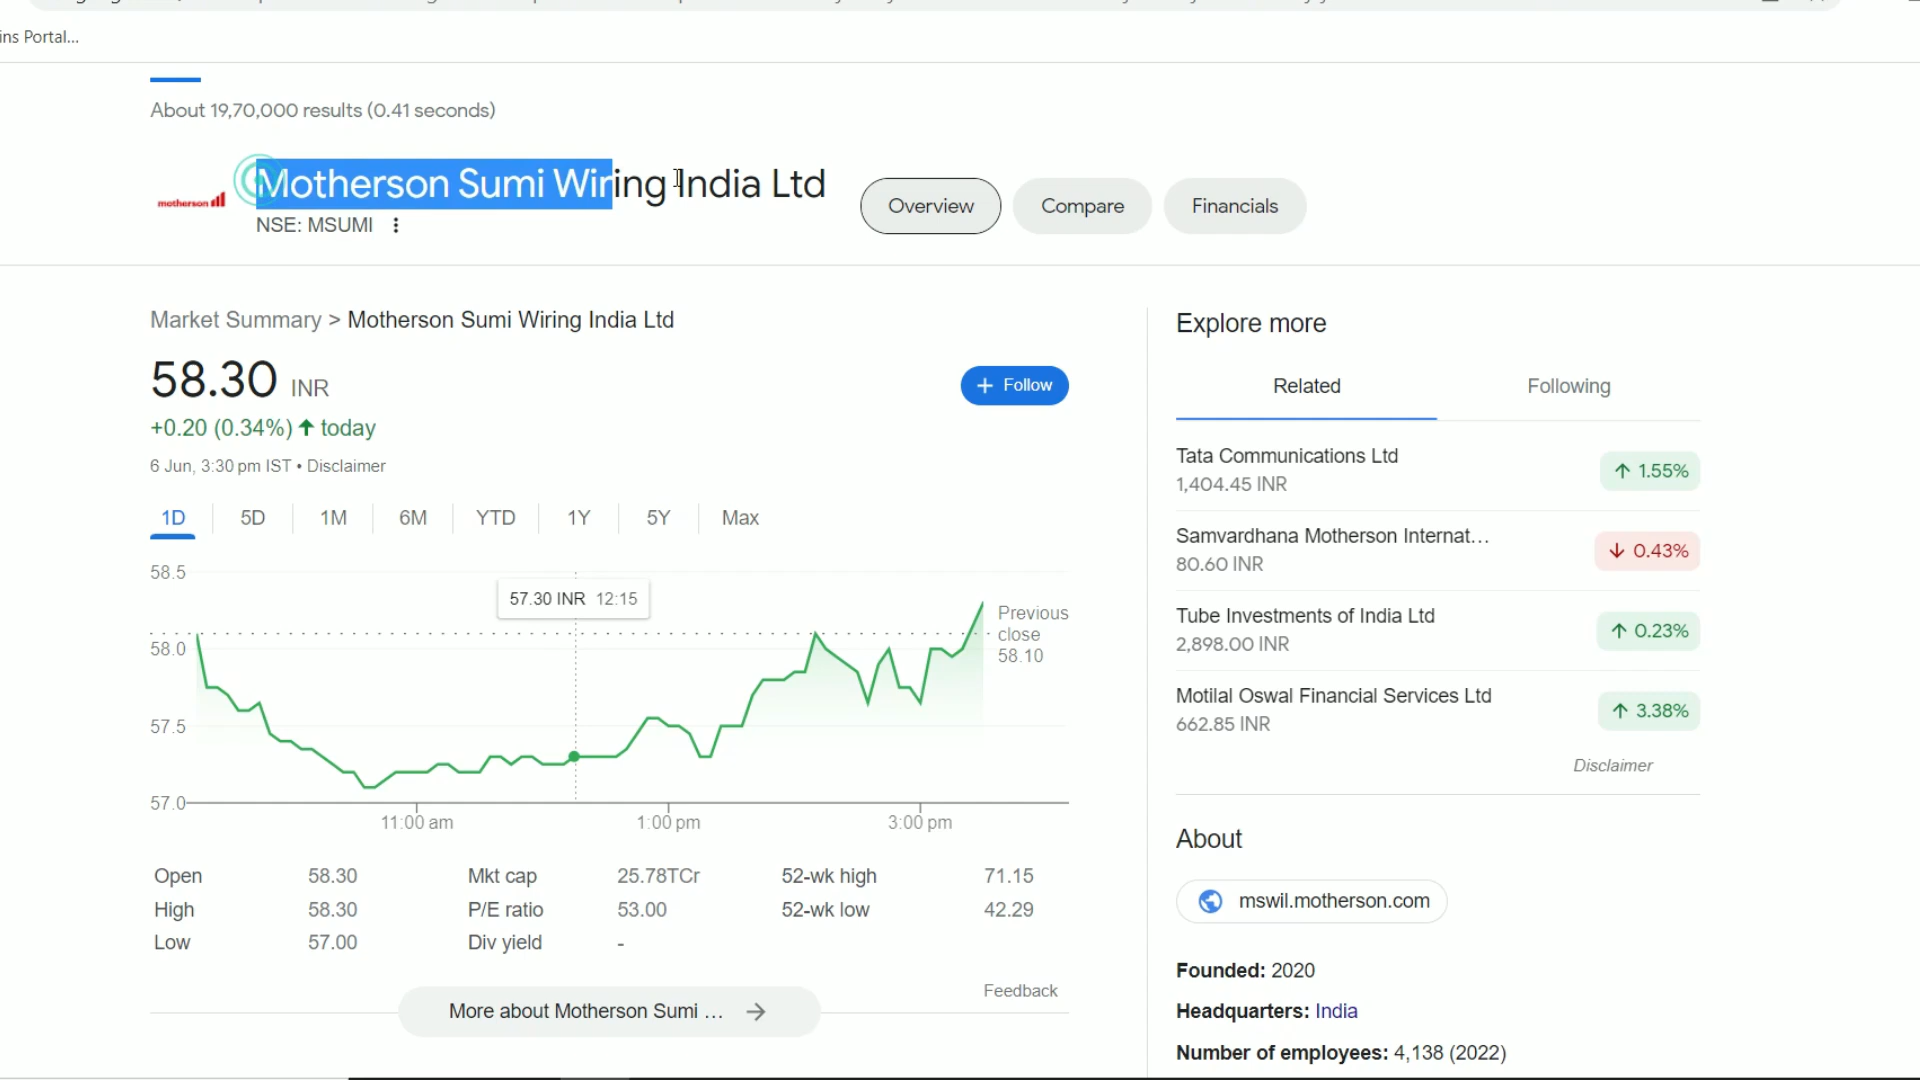 ins Portal...
About 19,70,000 results (0.41 seconds)
motherson
Motherson Sumi Wiring India Ltd
NSE: MSUMI
Overview
Compare
Financials
Market Summary > Motherson Sumi Wiring India Ltd
58.30 INR
+ Follow
+0.20 (0.34%) ↑ today
6 Jun, 3:30 pm IST • Disclaimer
1D 5D 1M 6M YTD 1Y 5Y Max
58.5
58.0
57.5
57.0
57.30 INR 12:15
Previous
close
58.10
11:00 am 1:00 pm 3:00 pm
Open 58.30 Mkt cap 25.78TCr 52-wk high 71.15
High 58.30 P/E ratio 53.00 52-wk low 42.29
Low 57.00 Div yield -
Feedback
More about Motherson Sumi ... →
Explore more
Related Following
Tata Communications Ltd
1,404.45 INR
↑ 1.55%
Samvardhana Motherson Internat...
80.60 INR
↓ 0.43%
Tube Investments of India Ltd
2,898.00 INR
↑ 0.23%
Motilal Oswal Financial Services Ltd
662.85 INR
↑ 3.38%
Disclaimer
About
mswil.motherson.com
Founded: 2020
Headquarters: India
Number of employees: 4,138 (2022)